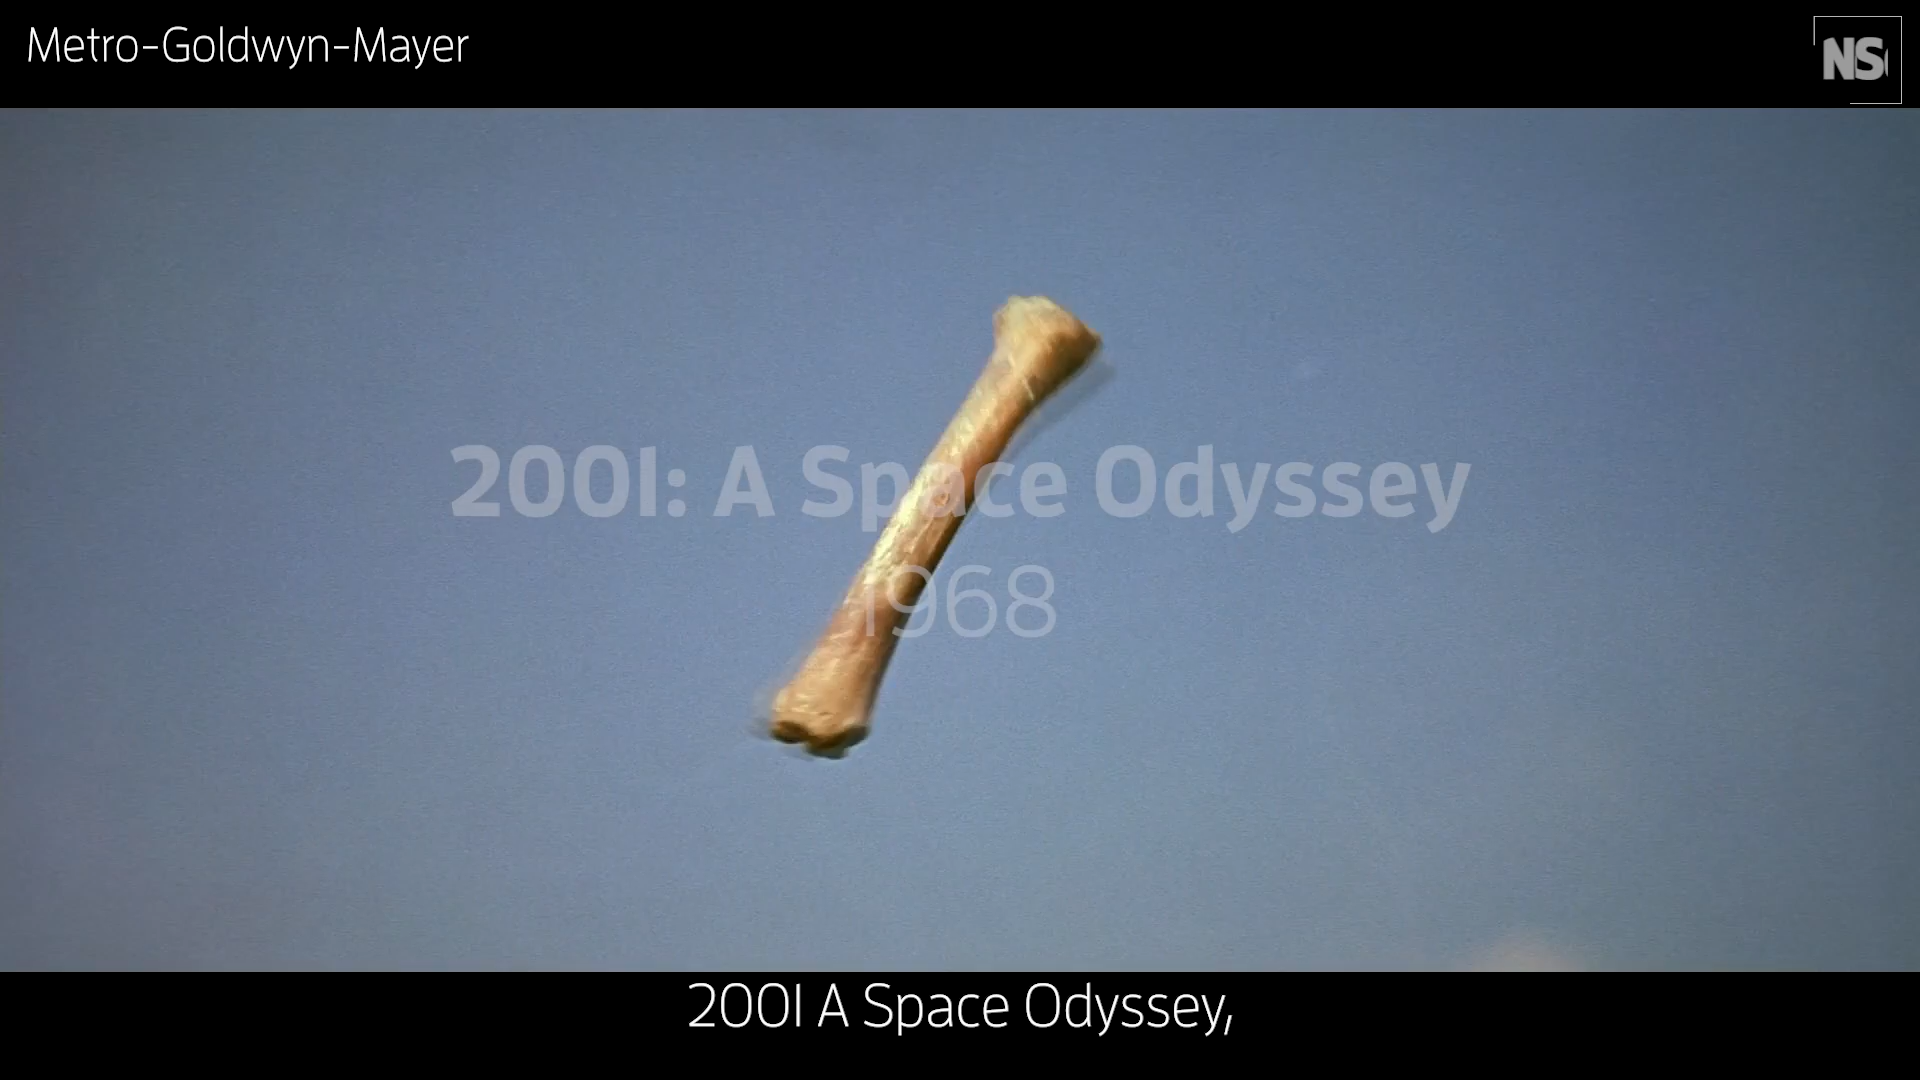 Metro-Goldwyn-Mayer
NS
2001: A Space Odyssey
1968
2001 A Space Odyssey,